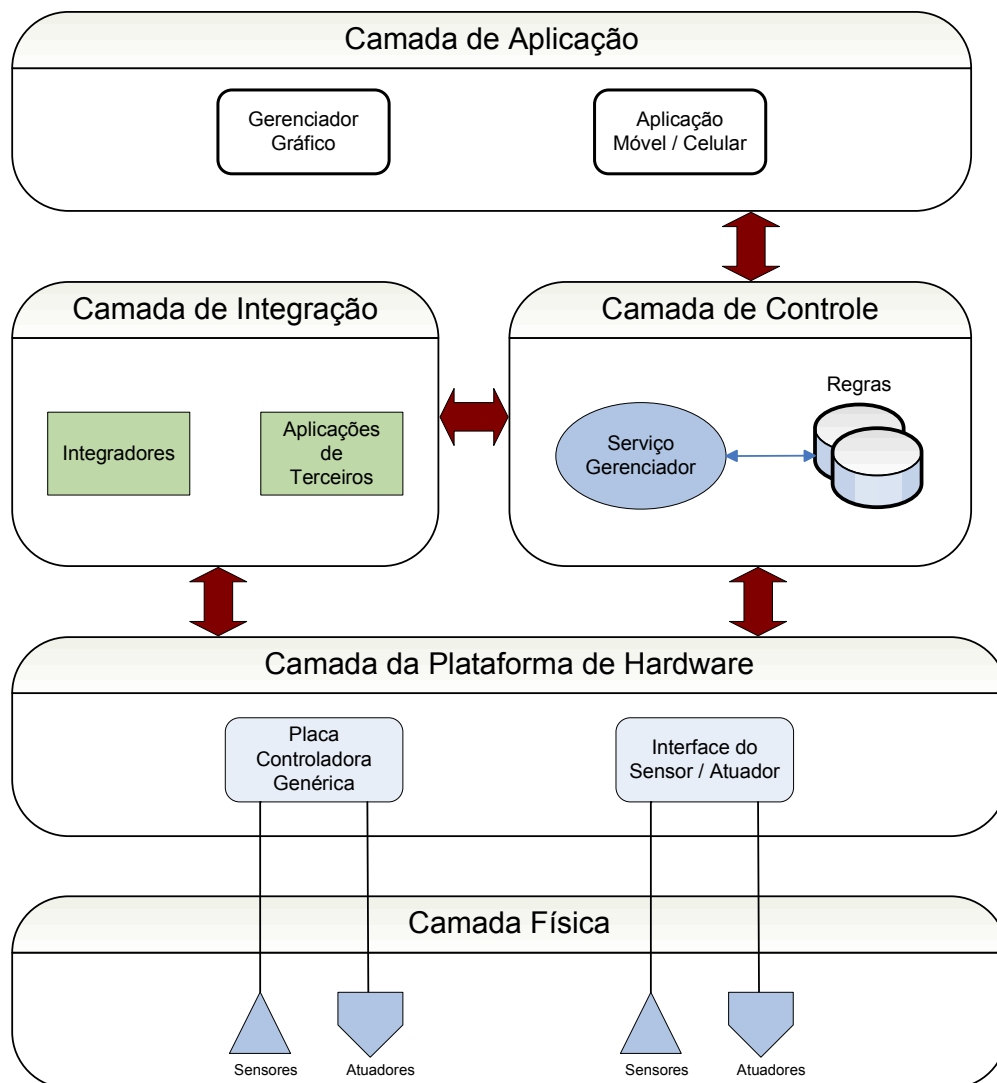 Camada de Aplicação
Gerenciador
Gráfico
Aplicação
Móvel / Celular
Camada de Integração
Integradores
Aplicações
de
Terceiros
Camada de Controle
Regras
Serviço
Gerenciador
Camada da Plataforma de Hardware
Placa
Controladora
Genérica
Interface do
Sensor / Atuador
Camada Física
Sensores
Atuadores
Sensores
Atuadores